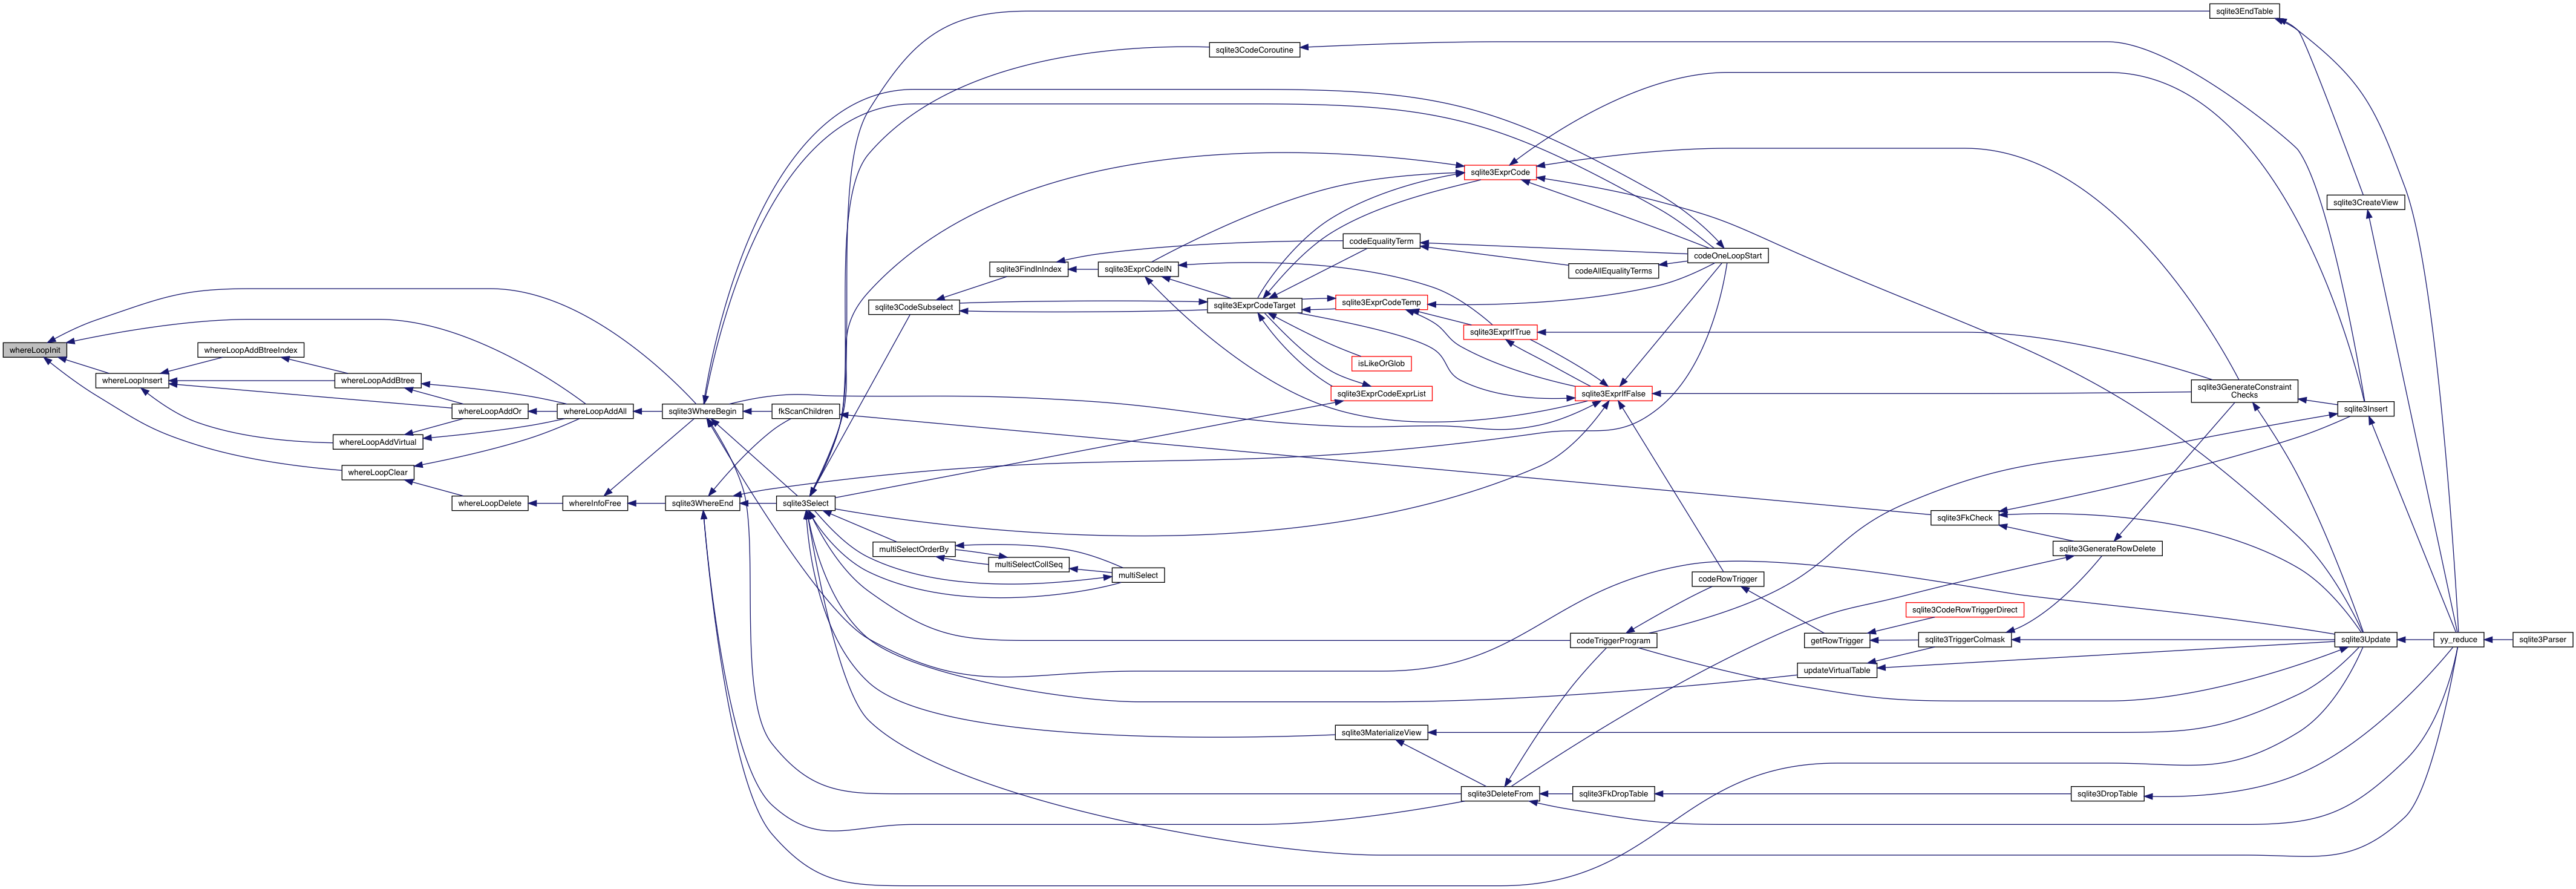 sqlite3EndTable
sqlite3CodeCoroutine
sqlite3ExprCode
sqlite3CreateView
codeEqualityTerm
codeOneLoopStart
sqlite3FindInIndex
sqlite3ExprCodeIN
codeAllEqualityTerms
sqlite3CodeSubselect
sqlite3ExprCodeTarget
sqlite3ExprCodeTemp
sqlite3ExprIfTrue
whereLoopInit
whereLoopAddBtreeIndex
isLikeOrGlob
whereLoopInsert
whereLoopAddBtree
sqlite3ExprCodeExprList
sqlite3ExprIfFalse
sqlite3GenerateConstraint
Checks
whereLoopAddOr
whereLoopAddAll
sqlite3WhereBegin
fkScanChildren
sqlite3Insert
whereLoopAddVirtual
whereLoopClear
whereLoopDelete
whereInfoFree
sqlite3WhereEnd
sqlite3Select
sqlite3FkCheck
multiSelectOrderBy
sqlite3GenerateRowDelete
multiSelectCollSeq
multiSelect
codeRowTrigger
sqlite3CodeRowTriggerDirect
codeTriggerProgram
getRowTrigger
sqlite3TriggerColmask
sqlite3Update
yy_reduce
sqlite3Parser
updateVirtualTable
sqlite3MaterializeView
sqlite3DeleteFrom
sqlite3FkDropTable
sqlite3DropTable